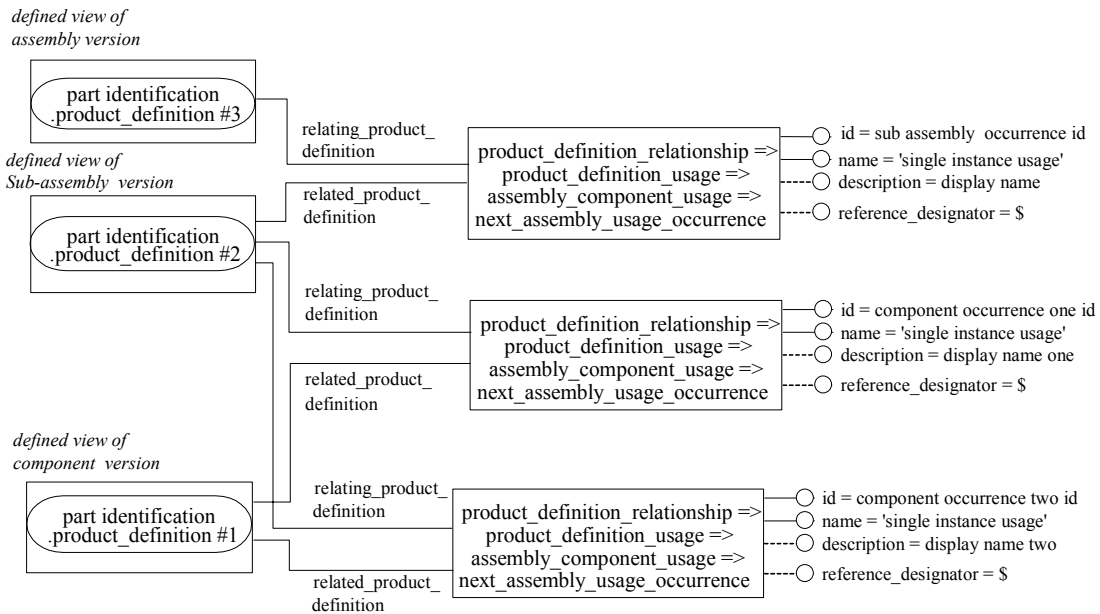 defined view of
assembly version
part identification
.product_definition #3
relating_product_
definition
product_definition_relationship =>
product_definition_usage =>
assembly_component_usage =>
next_assembly_usage_occurrence
id = sub assembly occurrence id
name = 'single instance usage'
description = display name
reference_designator = $
defined view of
Sub-assembly version
part identification
.product_definition #2
related_product_
definition
relating_product_
definition
product_definition_relationship =>
product_definition_usage =>
assembly_component_usage =>
next_assembly_usage_occurrence
id = component occurrence one id
name = 'single instance usage'
description = display name one
reference_designator = $
related_product_
definition
defined view of
component version
part identification
.product_definition #1
relating_product_
definition
product_definition_relationship =>
product_definition_usage =>
assembly_component_usage =>
next_assembly_usage_occurrence
id = component occurrence two id
name = 'single instance usage'
description = display name two
reference_designator = $
related_product_
definition